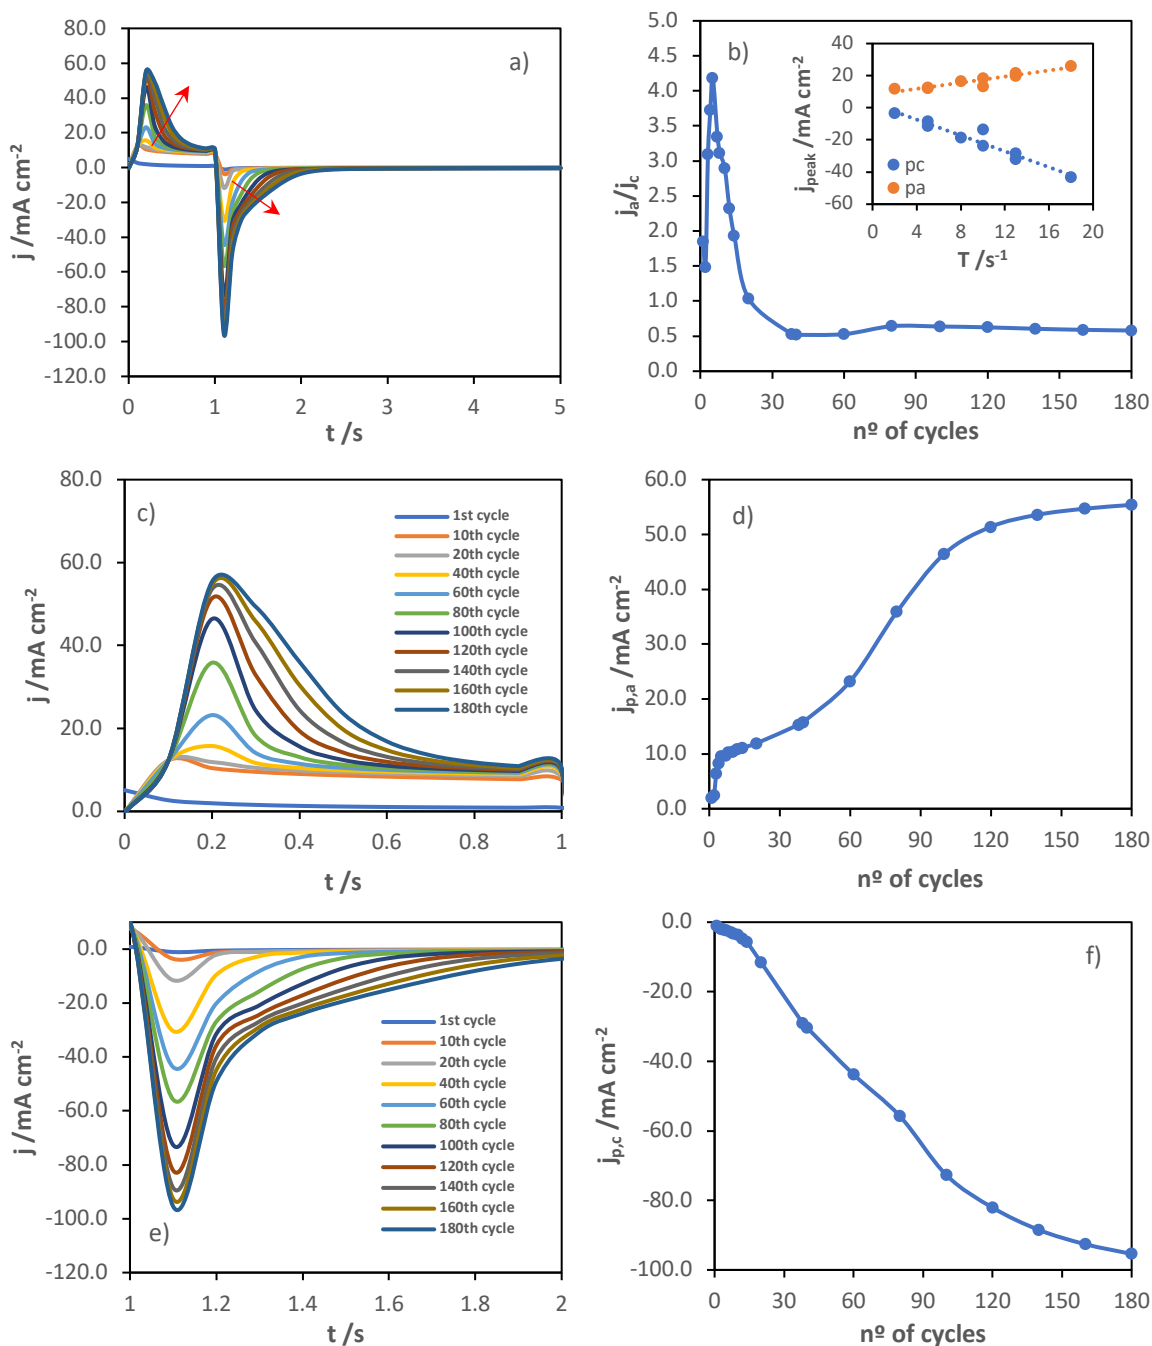 a)
j /mA cm-2
80.0
60.0
40.0
20.0
0.0
-20.0
-40.0
-60.0
-80.0
-100.0
-120.0
0 1 2 3 4 5
t /s
b)
ja/jc
5.0
4.5
4.0
3.5
3.0
2.5
2.0
1.5
1.0
0.5
0.0
0 30 60 90 120 150 180
nº of cycles
jpeak /mA cm-2
40
20
0
-20
-40
-60
pc
pa
0 4 8 12 16 20
T /s-1
c)
j /mA cm-2
80.0
60.0
40.0
20.0
0.0
1st cycle
10th cycle
20th cycle
40th cycle
60th cycle
80th cycle
100th cycle
120th cycle
140th cycle
160th cycle
180th cycle
0 0.2 0.4 0.6 0.8 1
t /s
d)
jp,a /mA cm-2
60.0
50.0
40.0
30.0
20.0
10.0
0.0
0 30 60 90 120 150 180
nº of cycles
e)
j /mA cm-2
0.0
-20.0
-40.0
-60.0
-80.0
-100.0
-120.0
1st cycle
10th cycle
20th cycle
40th cycle
60th cycle
80th cycle
100th cycle
120th cycle
140th cycle
160th cycle
180th cycle
1 1.2 1.4 1.6 1.8 2
t /s
f)
jp,c /mA cm-2
0.0
-20.0
-40.0
-60.0
-80.0
-100.0
0 30 60 90 120 150 180
nº of cycles